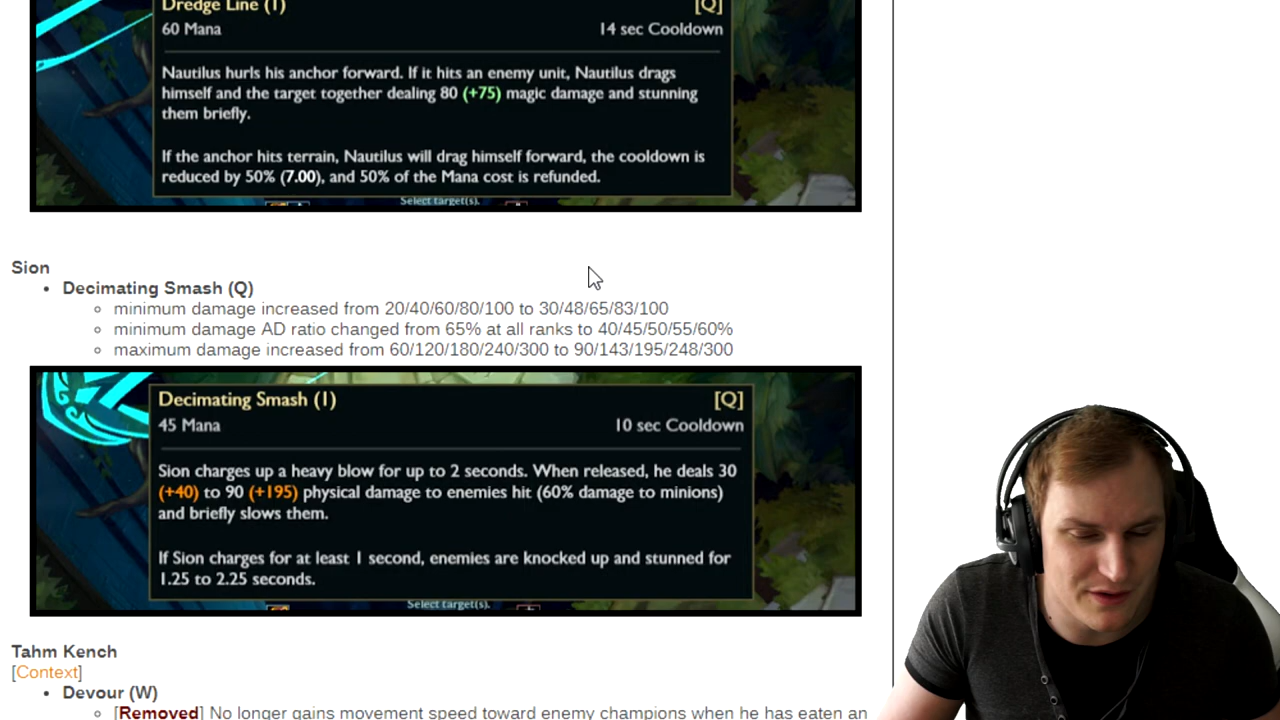 Dredge Line (1) [Q]
60 Mana 14 sec Cooldown
Nautilus hurls his anchor forward. If it hits an enemy unit, Nautilus drags
himself and the target together dealing 80 (+75) magic damage and stunning
them briefly.
If the anchor hits terrain, Nautilus will drag himself forward, the cooldown is
reduced by 50% (7.00), and 50% of the Mana cost is refunded.
Select target(s).
Sion
• Decimating Smash (Q)
○ minimum damage increased from 20/40/60/80/100 to 30/48/65/83/100
○ minimum damage AD ratio changed from 65% at all ranks to 40/45/50/55/60%
○ maximum damage increased from 60/120/180/240/300 to 90/143/195/248/300
Decimating Smash (1) [Q]
45 Mana 10 sec Cooldown
Sion charges up a heavy blow for up to 2 seconds. When released, he deals 30
(+40) to 90 (+195) physical damage to enemies hit (60% damage to minions)
and briefly slows them.
If Sion charges for at least 1 second, enemies are knocked up and stunned for
1.25 to 2.25 seconds.
Select target(s).
Tahm Kench
[Context]
• Devour (W)
○ [Removed] No longer gains movement speed toward enemy champions when he has eaten an